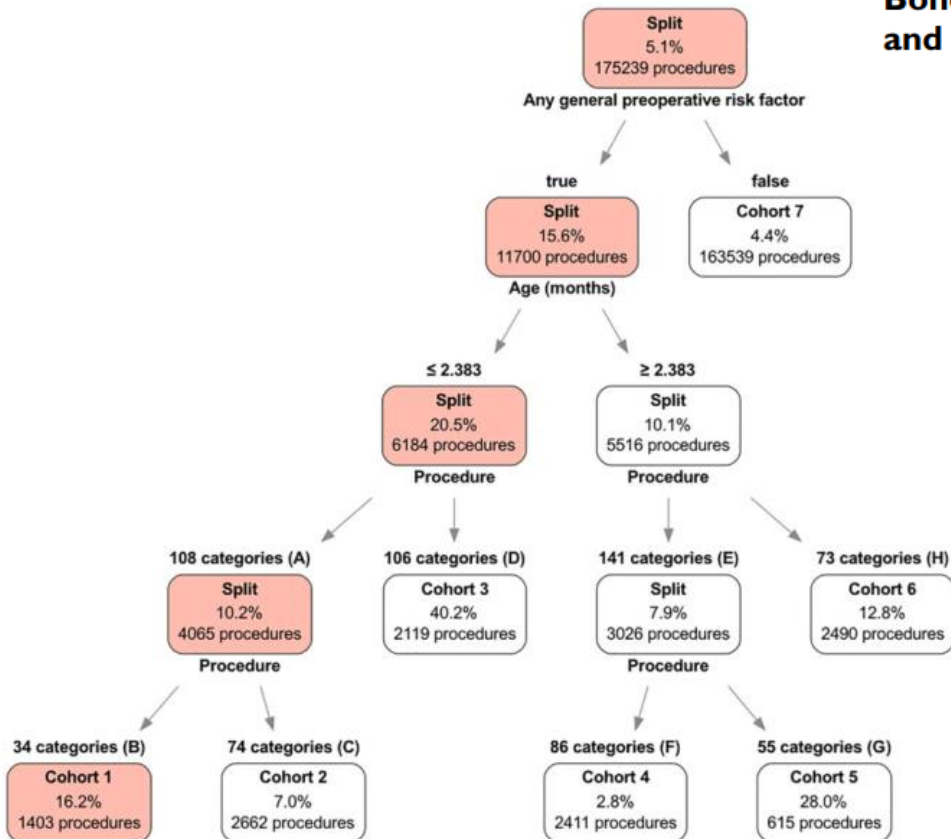 Split
5.1%
175239 procedures
Any general preoperative risk factor
true
false
Split
15.6%
11700 procedures
Age (months)
Cohort 7
4.4%
163539 procedures
≤ 2.383
≥ 2.383
Split
20.5%
6184 procedures
Procedure
Split
10.1%
5516 procedures
Procedure
108 categories (A)
106 categories (D)
141 categories (E)
73 categories (H)
Split
10.2%
4065 procedures
Procedure
Cohort 3
40.2%
2119 procedures
Split
7.9%
3026 procedures
Procedure
Cohort 6
12.8%
2490 procedures
34 categories (B)
74 categories (C)
86 categories (F)
55 categories (G)
Cohort 1
16.2%
1403 procedures
Cohort 2
7.0%
2662 procedures
Cohort 4
2.8%
2411 procedures
Cohort 5
28.0%
615 procedures
and